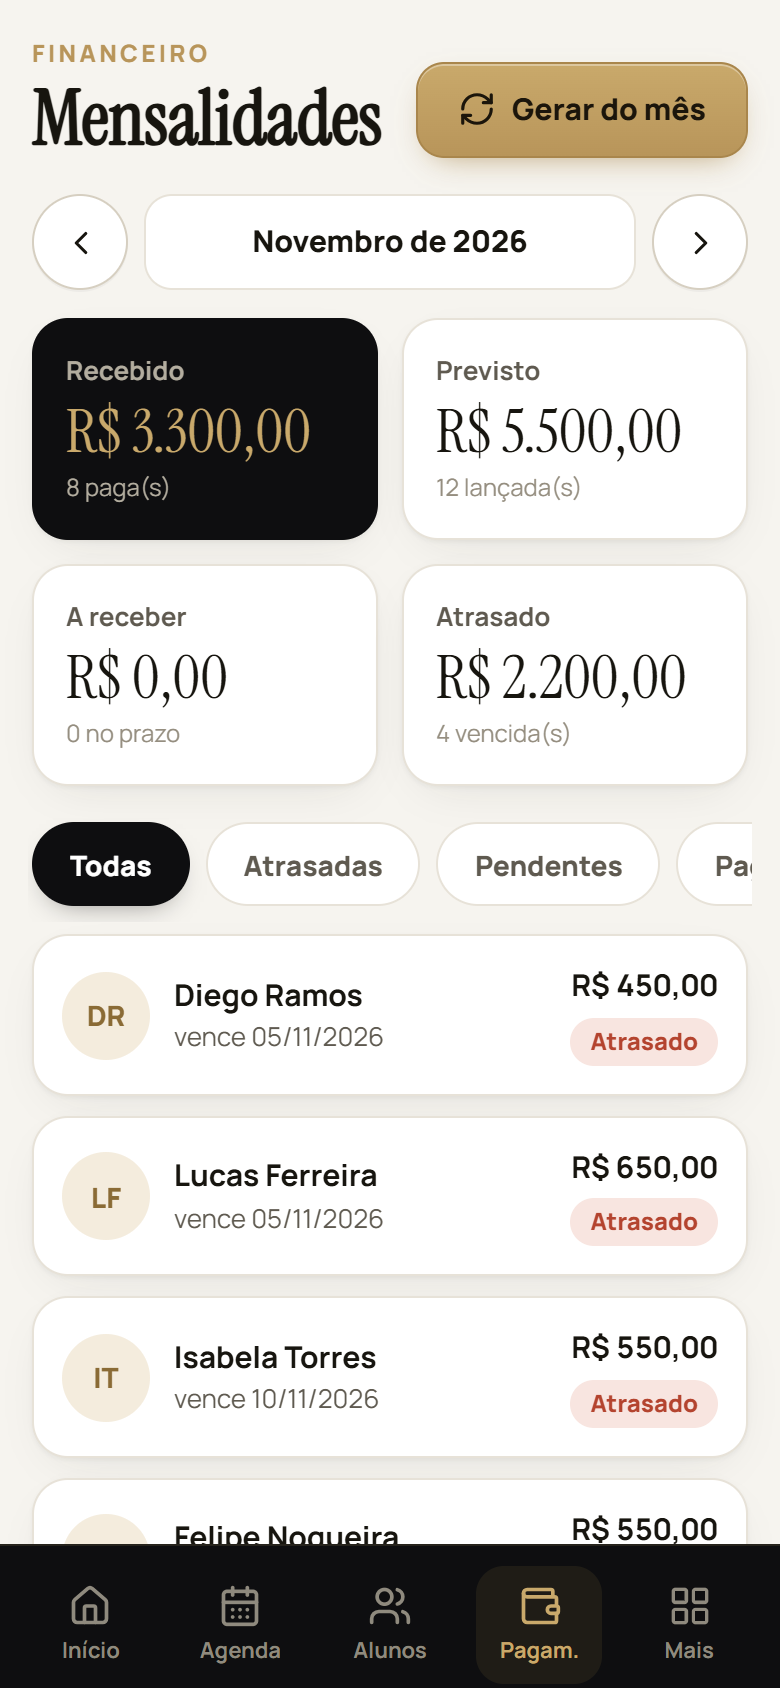 FINANCEIRO
Mensalidades
Gerar do mês
Novembro de 2026
Recebido
R$ 3.300,00
8 paga(s)
Previsto
R$ 5.500,00
12 lançada(s)
A receber
R$ 0,00
0 no prazo
Atrasado
R$ 2.200,00
4 vencida(s)
Todas
Atrasadas
Pendentes
DR
Diego Ramos
vence 05/11/2026
R$ 450,00
Atrasado
LF
Lucas Ferreira
vence 05/11/2026
R$ 650,00
Atrasado
IT
Isabela Torres
vence 10/11/2026
R$ 550,00
Atrasado
Felipe Nogueira
R$ 550,00
Início
Agenda
Alunos
Pagam.
Mais